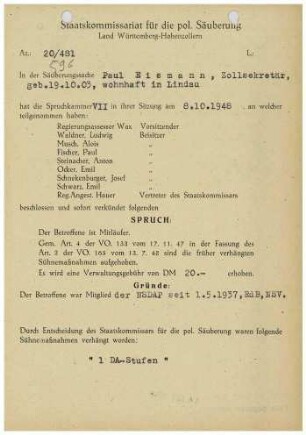 Staatskommissariat für die pol. Säuberung
Land Württemberg-Hohenzollern
Az.: 20/481
L:
596
In der Säuberungssache Paul Eismann, Zollsekretär,
geb.19.10.03, wohnhaft in Lindau
hat die Spruchkammer VII in ihrer Sitzung am 8.10.1948 , an welcher
teilgenommen haben:
Regierungsassessor Wax Vorsitzender
Waldner, Ludwig Beisitzer
Musch, Alois "
Fischer, Paul "
Steinacher, Anton "
Ocker, Emil "
Schnekenburger, Josef "
Schwarz, Emil "
Reg.Angest. Hauer Vertreter des Staatskommissars
beschlossen und sofort verkündet folgenden
SPRUCH:
Der Betroffene ist Mitläufer.
Gem. Art. 4 der VO. 133 vom 17. 11. 47 in der Fassung des
Art. 2 der VO. 165 vom 13. 7. 48 sind die früher verhängten
Sühnemaßnahmen aufgehoben.
Es wird eine Verwaltungsgebühr von DM 20.— erhoben.
Gründe:
Der Betroffene war Mitglied der NSDAP seit 1.5.1937, RdB, NSV.
Durch Entscheidung des Staatskommissars für die pol. Säuberung waren folgende
Sühnemaßnahmen verhängt worden:
" 1 DA-Stufen "